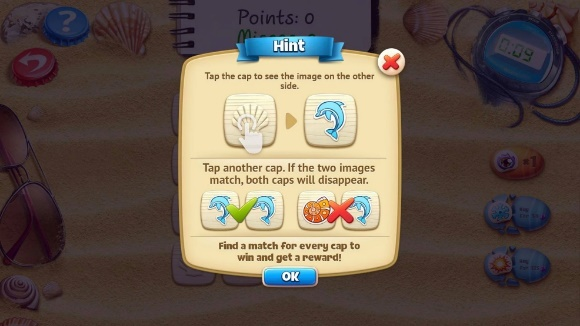 Points: 0
Hint
0:09
Tap the cap to see the image on the other
side.
Tap another cap. If the two images
match, both caps will disappear.
Find a match for every cap to
win and get a reward!
OK